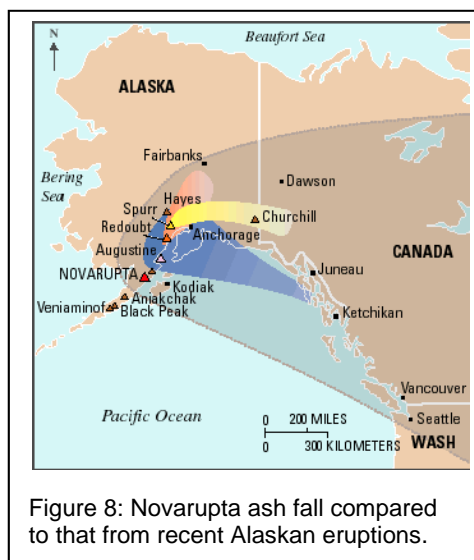 Beaufort Sea
N
ALASKA
Fairbanks
Bering
Sea
Dawson
Hayes
Spurr
Churchill
Redoubt
Anchorage
Augustine
CANADA
NOVARUPTA
Juneau
Kodiak
Aniakchak
Veniaminof
Black Peak
Ketchikan
Vancouver
Pacific Ocean
0 200 MILES
Seattle
0 300 KILOMETERS
WASH
Figure 8: Novarupta ash fall compared
to that from recent Alaskan eruptions.